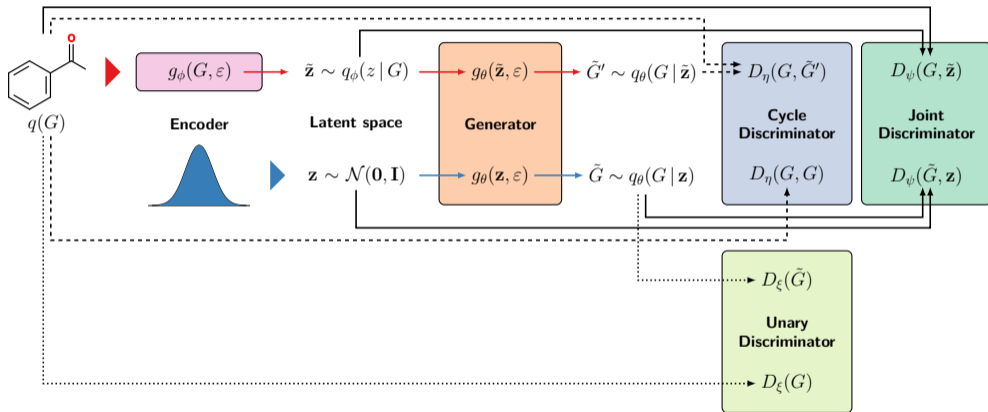 O
q(G)
g_ϕ(G, ε)
z̃ ∼ q_ϕ(z | G)
g_θ(z̃, ε)
G̃′ ∼ q_θ(G | z̃)
D_η(G, G̃′)
D_ψ(G, z̃)
Encoder
Latent space
Generator
Cycle
Discriminator
Joint
Discriminator
z ∼ 𝒩(0, I)
g_θ(z, ε)
G̃ ∼ q_θ(G | z)
D_η(G, G)
D_ψ(G̃, z)
D_ξ(G̃)
Unary
Discriminator
D_ξ(G)